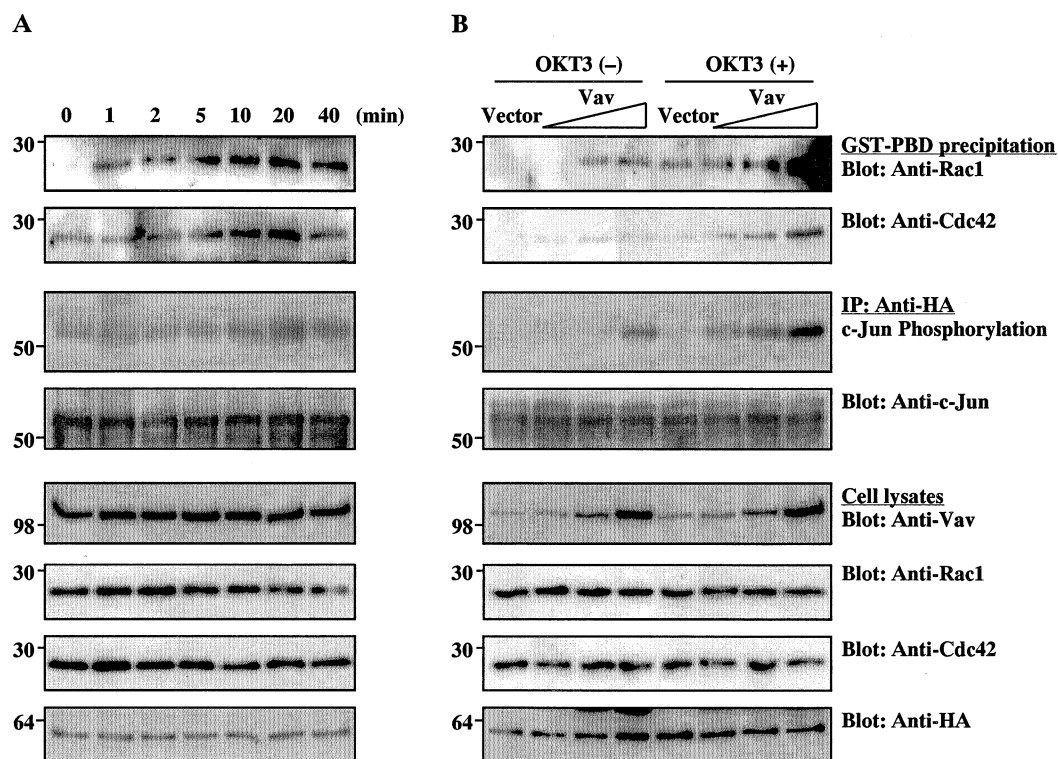 A
B
OKT3 (–) OKT3 (+)
Vav Vav
0 1 2 5 10 20 40 (min)
Vector Vector
30 30 GST-PBD precipitation
Blot: Anti-Rac1
30 30 Blot: Anti-Cdc42
IP: Anti-HA
50 50 c-Jun Phosphorylation
Blot: Anti-c-Jun
50 50
Cell lysates
98 98 Blot: Anti-Vav
30 30 Blot: Anti-Rac1
30 30 Blot: Anti-Cdc42
64 64 Blot: Anti-HA